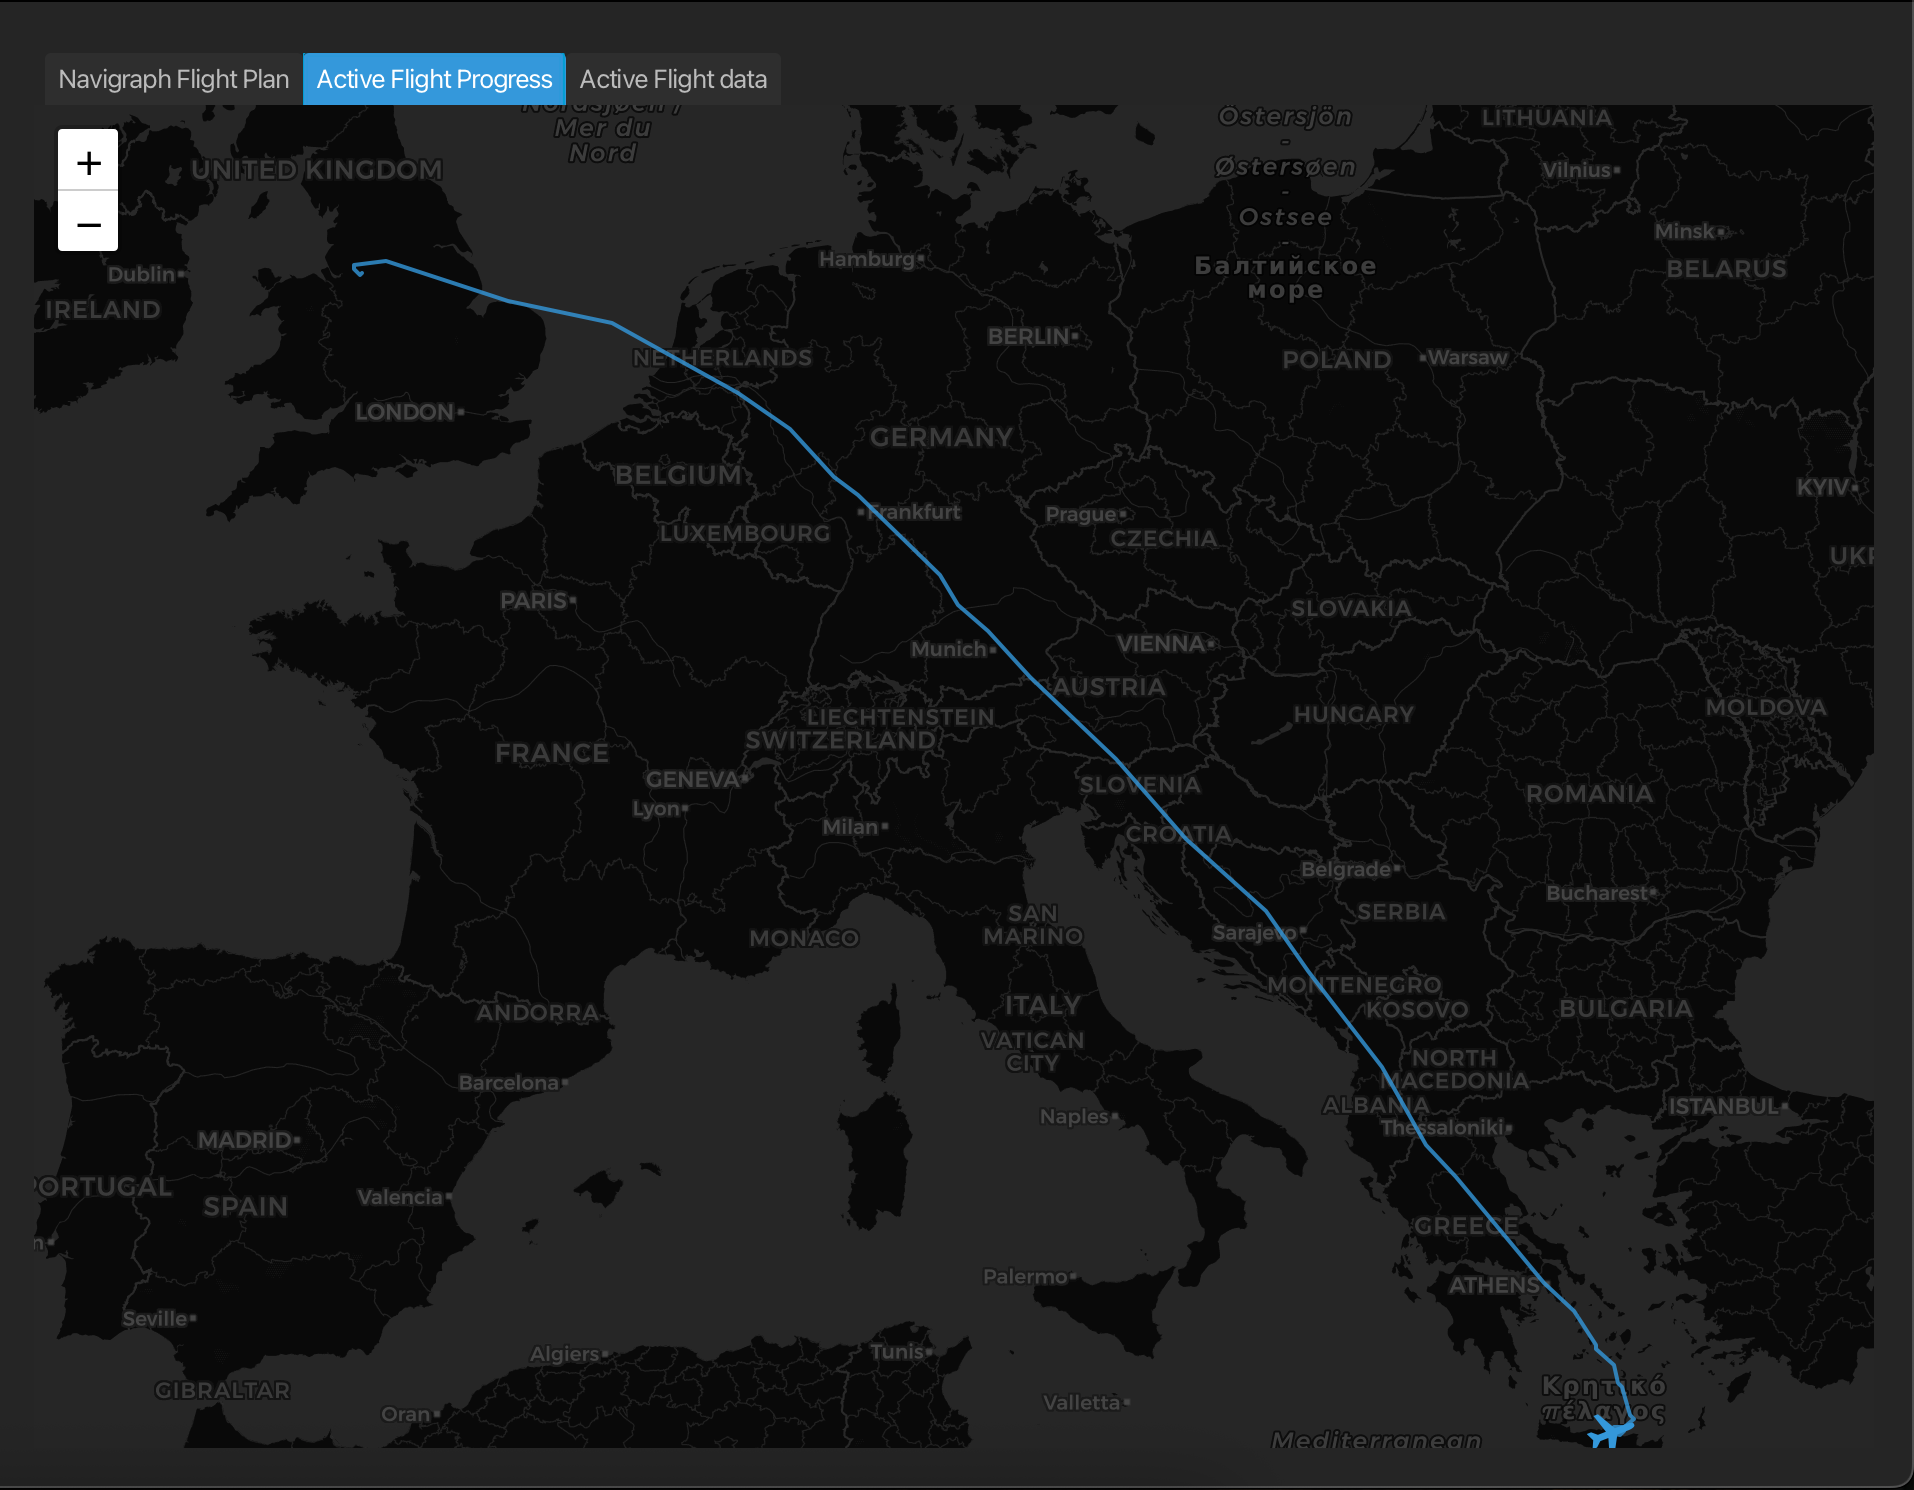 Navigraph Flight Plan
Active Flight Progress
Active Flight data
+
−
Mer du
Nord
Östersjön
-
Østersøen
-
Ostsee
-
Балтийское
море
LITHUANIA
Vilnius
UNITED KINGDOM
Minsk
BELARUS
Dublin
IRELAND
Hamburg
BERLIN
NETHERLANDS
POLAND
Warsaw
LONDON
GERMANY
BELGIUM
KYIV
Frankfurt
Prague
LUXEMBOURG
CZECHIA
UKR
PARIS
SLOVAKIA
Munich
VIENNA
AUSTRIA
MOLDOVA
LIECHTENSTEIN
HUNGARY
SWITZERLAND
FRANCE
GENEVA
SLOVENIA
ROMANIA
Lyon
Milan
CROATIA
Belgrade
Bucharest
SAN
MARINO
SERBIA
Sarajevo
MONACO
MONTENEGRO
KOSOVO
ITALY
BULGARIA
ANDORRA
VATICAN
CITY
NORTH
MACEDONIA
Barcelona
ALBANIA
ISTANBUL
Naples
Thessaloniki
MADRID
PORTUGAL
Valencia
SPAIN
GREECE
n
Palermo
ATHENS
Seville
Algiers
Tunis
GIBRALTAR
Κρητικό
πέλαγος
Valletta
Oran
Mediterranean